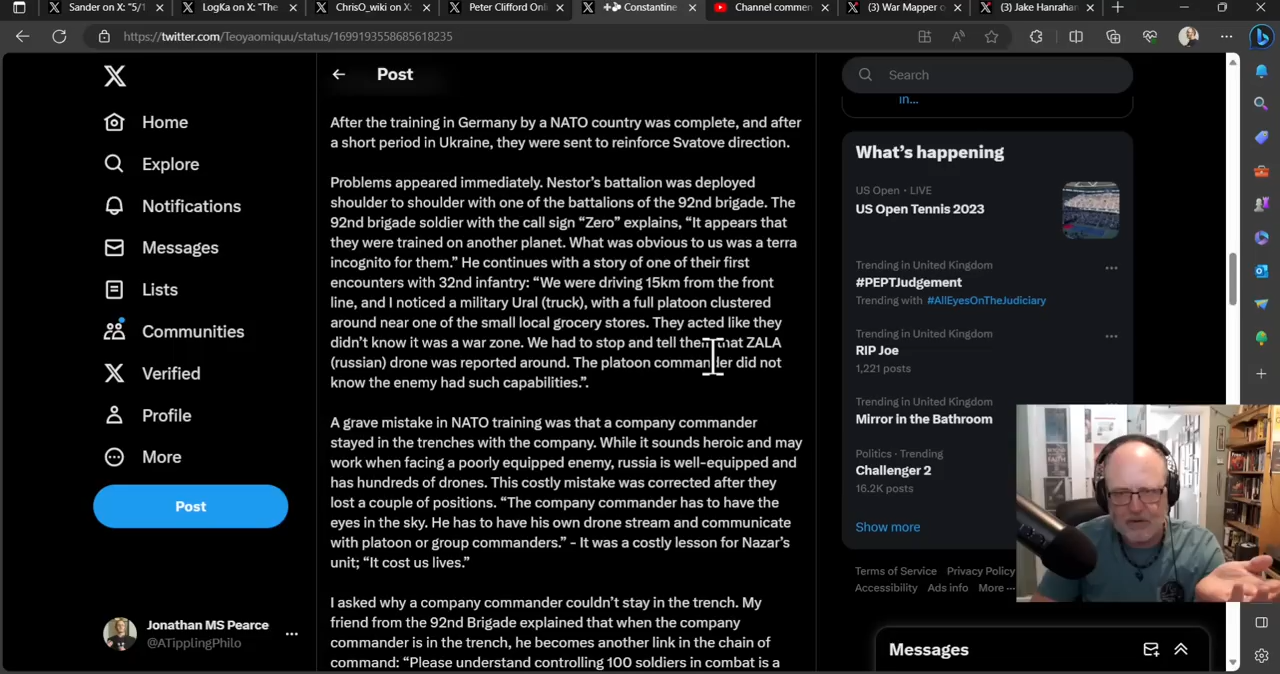 Sander on X: "5/1
LogKa on X: "The
ChrisO_wiki on X:
Peter Clifford Onl
Constantine
Channel commen
(3) War Mapper o
(3) Jake Hanrahan
https://twitter.com/Teoyaomiquu/status/1699193558685618235
Home
Explore
Notifications
Messages
Lists
Communities
Verified
Profile
More
Post
Jonathan MS Pearce
@ATipplingPhilo
Post
After the training in Germany by a NATO country was complete, and after
a short period in Ukraine, they were sent to reinforce Svatove direction.
Problems appeared immediately. Nestor's battalion was deployed
shoulder to shoulder with one of the battalions of the 92nd brigade. The
92nd brigade soldier with the call sign "Zero" explains, "It appears that
they were trained on another planet. What was obvious to us was a terra
incognito for them." He continues with a story of one of their first
encounters with 32nd infantry: "We were driving 15km from the front
line, and I noticed a military Ural (truck), with a full platoon clustered
around near one of the small local grocery stores. They acted like they
didn't know it was a war zone. We had to stop and tell them that ZALA
(russian) drone was reported around. The platoon commander did not
know the enemy had such capabilities.".
A grave mistake in NATO training was that a company commander
stayed in the trenches with the company. While it sounds heroic and may
work when facing a poorly equipped enemy, russia is well-equipped and
has hundreds of drones. This costly mistake was corrected after they
lost a couple of positions. "The company commander has to have the
eyes in the sky. He has to have his own drone stream and communicate
with platoon or group commanders." - It was a costly lesson for Nazar's
unit; "It cost us lives."
I asked why a company commander couldn't stay in the trench. My
friend from the 92nd Brigade explained that when the company
commander is in the trench, he becomes another link in the chain of
command: "Please understand controlling 100 soldiers in combat is a
Search
in...
What's happening
US Open · LIVE
US Open Tennis 2023
Trending in United Kingdom
#PEPTJudgement
Trending with #AllEyesOnTheJudiciary
Trending in United Kingdom
RIP Joe
1,221 posts
Trending in United Kingdom
Mirror in the Bathroom
Politics · Trending
Challenger 2
16.2K posts
Show more
Terms of Service Privacy Policy
Accessibility Ads info More
Messages